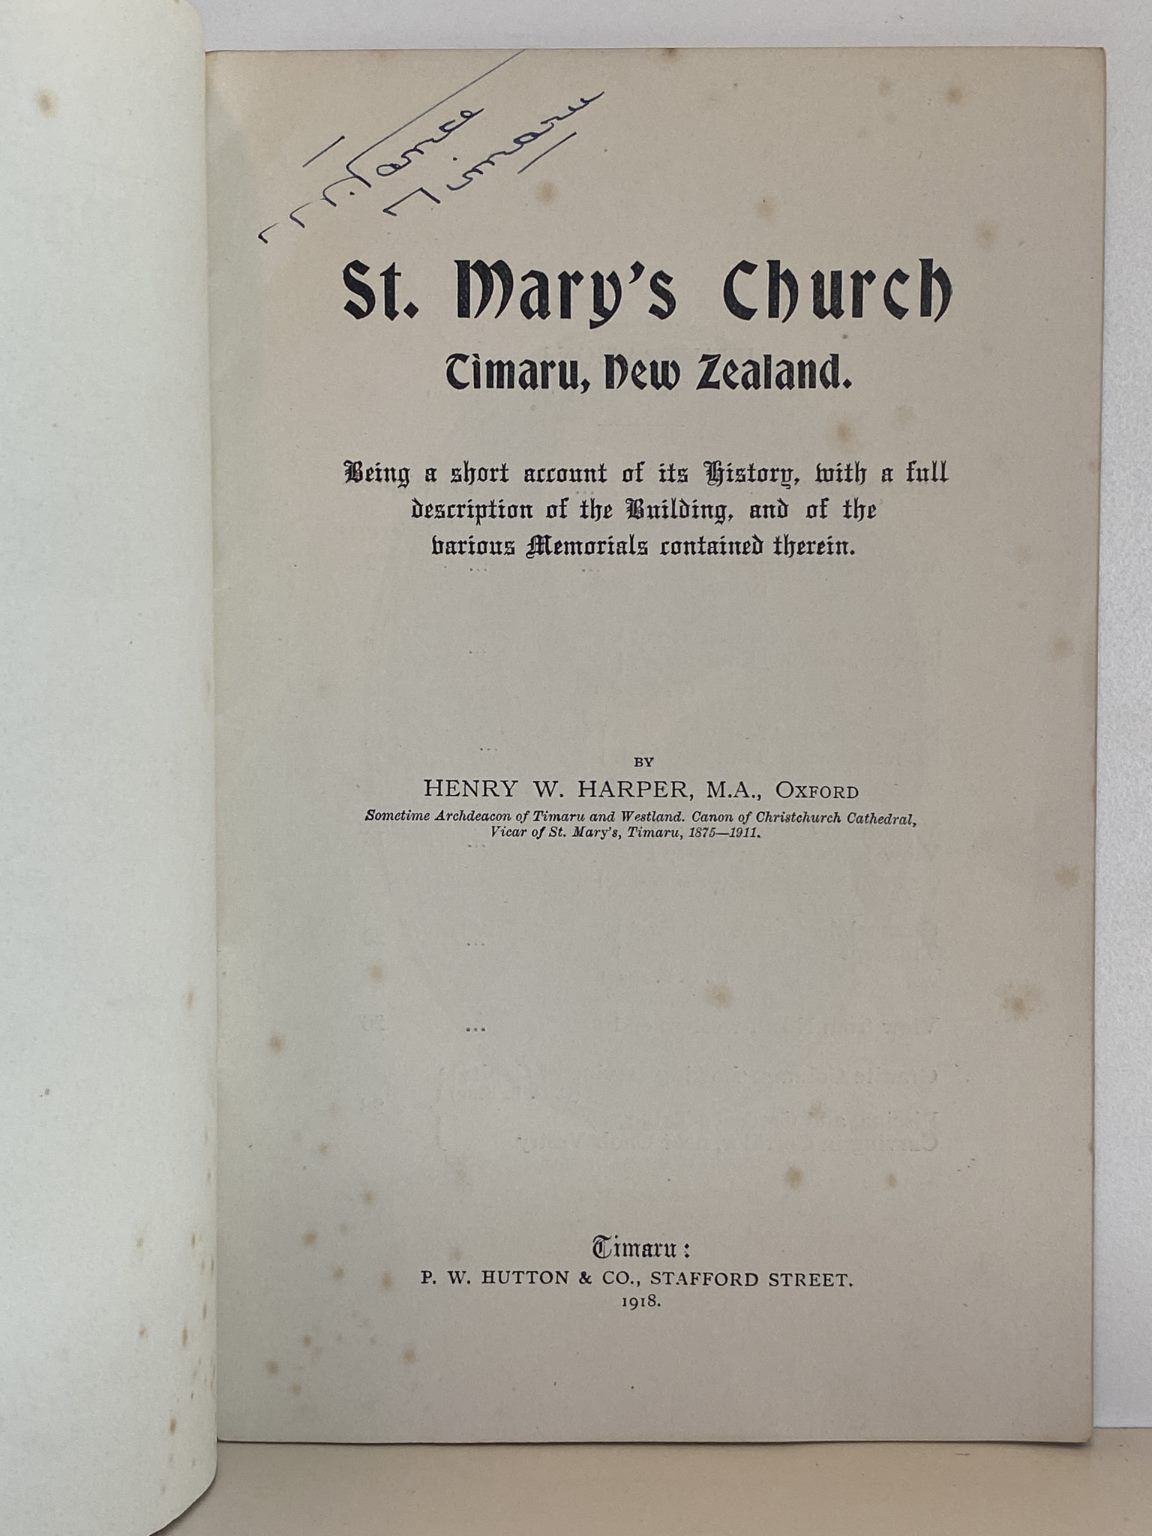 Timaru
St. Mary's Church
Timaru, New Zealand.
Being a short account of its History, with a full
description of the Building, and of the
various Memorials contained therein.
BY
HENRY W. HARPER, M.A., OXFORD
Sometime Archdeacon of Timaru and Westland. Canon of Christchurch Cathedral,
Vicar of St. Mary's, Timaru, 1875—1911.
Timaru:
P. W. HUTTON & CO., STAFFORD STREET.
1918.